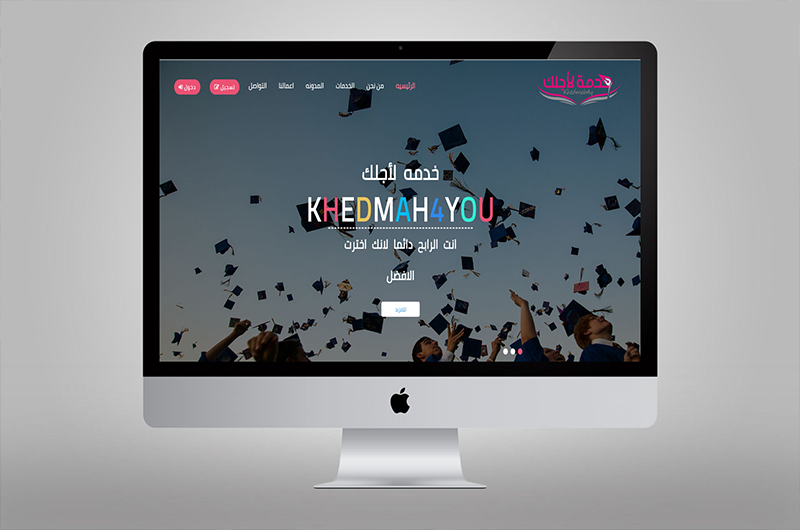 خدمة لأجلك
الرئيسيه من نحن الخدمات المدونه اعمالنا التواصل تسجيل دخول
خدمه لأجلك
KHEDMAH4YOU
انت الرابح دائما لانك اخترت
الافضل
المزيد